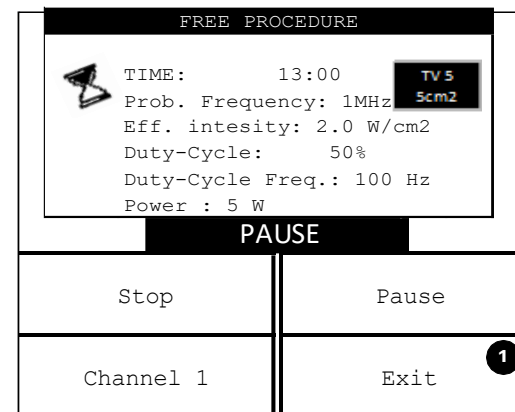 FREE PROCEDURE
TIME: 13:00
TV 5
Prob. Frequency: 1MHz
5cm2
Eff. intesity: 2.0 W/cm2
Duty-Cycle: 50%
Duty-Cycle Freq.: 100 Hz
Power : 5 W
PAUSE
Stop
Pause
Channel 1
Exit
1